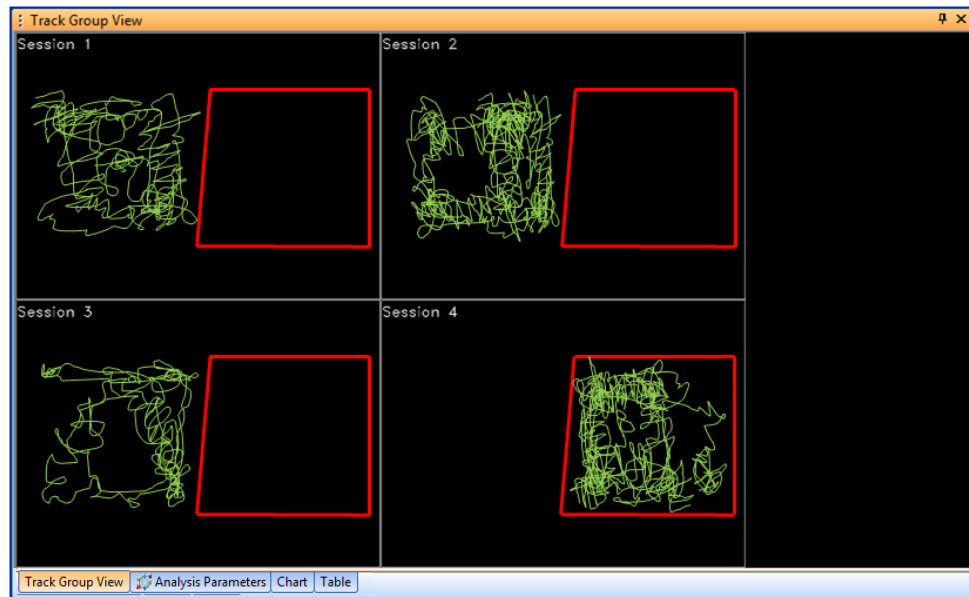 Track Group View
Session 1
Session 2
Session 3
Session 4
Track Group View Analysis Parameters Chart Table